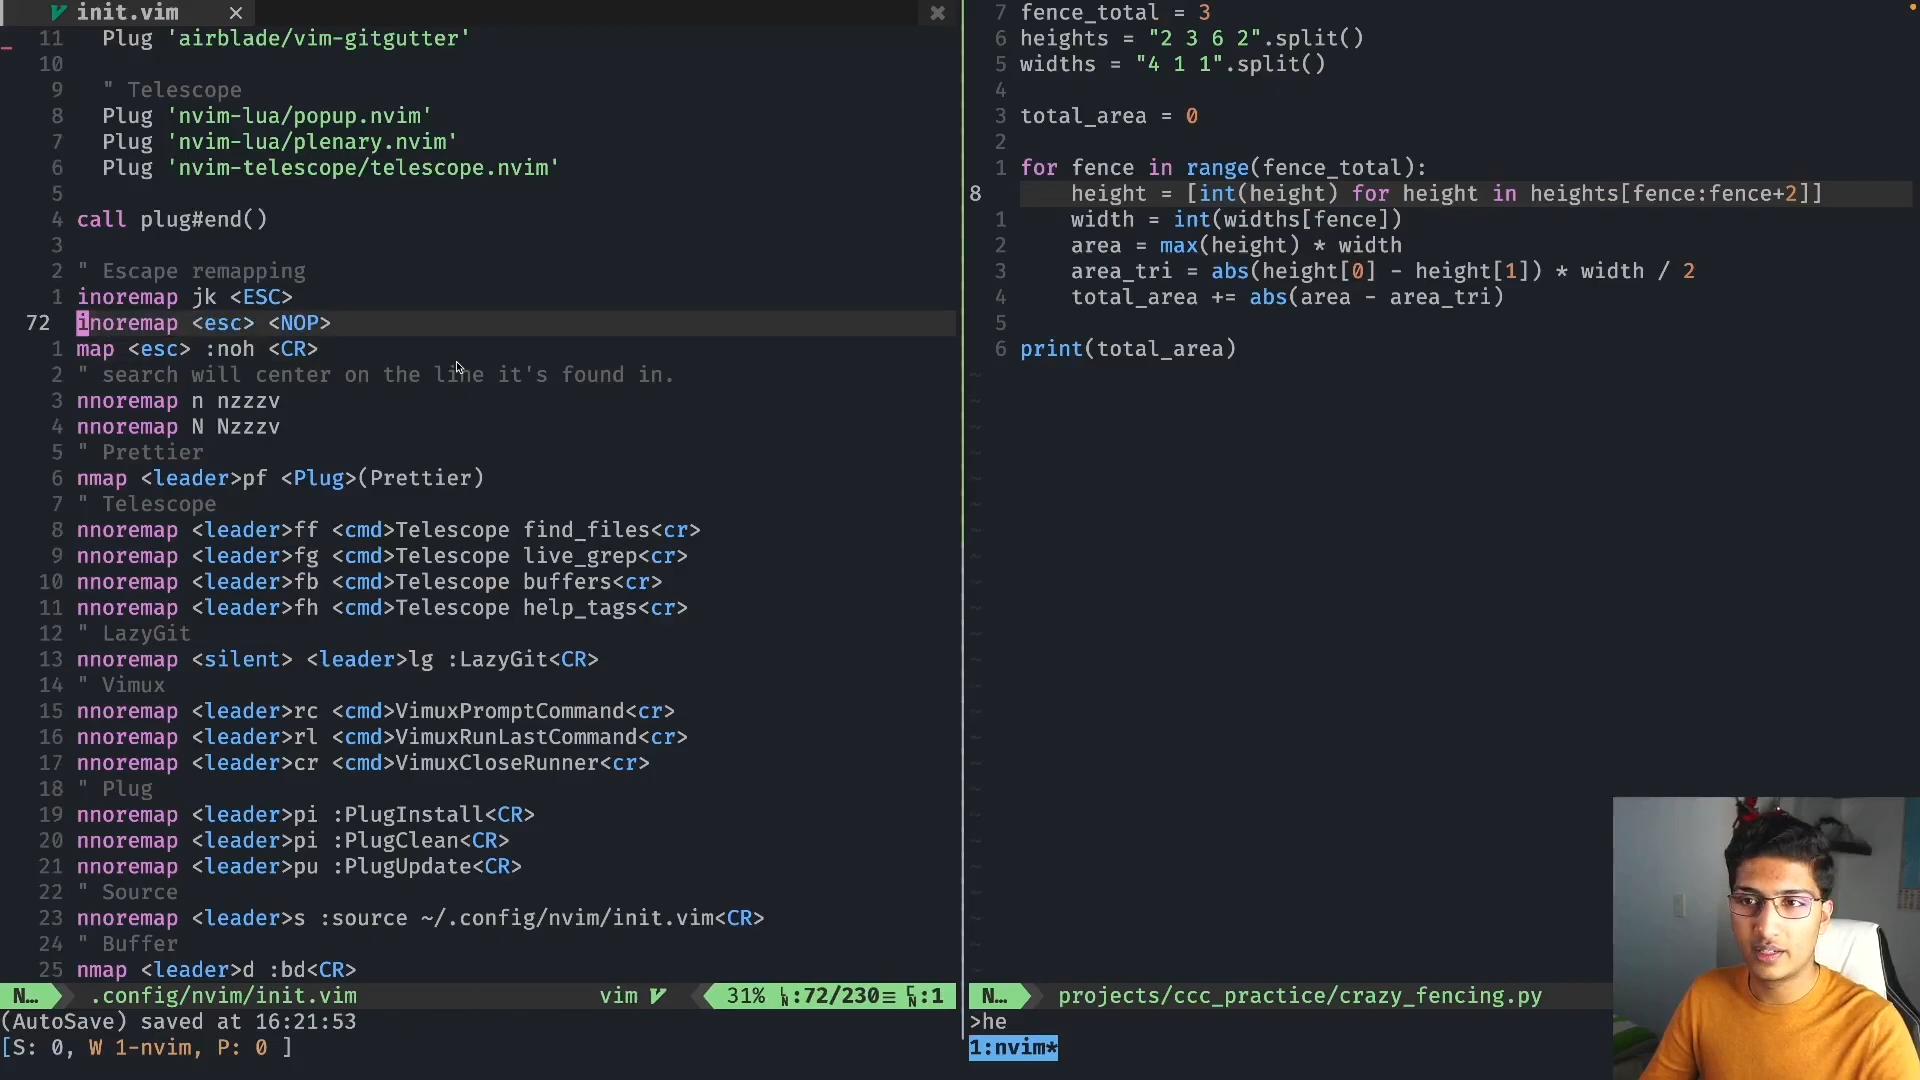 init.vim
11 Plug 'airblade/vim-gitgutter'
10
9 " Telescope
8 Plug 'nvim-lua/popup.nvim'
7 Plug 'nvim-lua/plenary.nvim'
6 Plug 'nvim-telescope/telescope.nvim'
5
4 call plug#end()
3
2 " Escape remapping
1 inoremap jk <ESC>
72 inoremap <esc> <NOP>
1 map <esc> :noh <CR>
2 " search will center on the line it's found in.
3 nnoremap n nzzzv
4 nnoremap N Nzzzv
5 " Prettier
6 nmap <leader>pf <Plug>(Prettier)
7 " Telescope
8 nnoremap <leader>ff <cmd>Telescope find_files<cr>
9 nnoremap <leader>fg <cmd>Telescope live_grep<cr>
10 nnoremap <leader>fb <cmd>Telescope buffers<cr>
11 nnoremap <leader>fh <cmd>Telescope help_tags<cr>
12 " LazyGit
13 nnoremap <silent> <leader>lg :LazyGit<CR>
14 " Vimux
15 nnoremap <leader>rc <cmd>VimuxPromptCommand<cr>
16 nnoremap <leader>rl <cmd>VimuxRunLastCommand<cr>
17 nnoremap <leader>cr <cmd>VimuxCloseRunner<cr>
18 " Plug
19 nnoremap <leader>pi :PlugInstall<CR>
20 nnoremap <leader>pi :PlugClean<CR>
21 nnoremap <leader>pu :PlugUpdate<CR>
22 " Source
23 nnoremap <leader>s :source ~/.config/nvim/init.vim<CR>
24 " Buffer
25 nmap <leader>d :bd<CR>
N… .config/nvim/init.vim vim 31% :72/230≡ :1
(AutoSave) saved at 16:21:53
[S: 0, W 1-nvim, P: 0 ]
7 fence_total = 3
6 heights = "2 3 6 2".split()
5 widths = "4 1 1".split()
4
3 total_area = 0
2
1 for fence in range(fence_total):
8 height = [int(height) for height in heights[fence:fence+2]]
1 width = int(widths[fence])
2 area = max(height) * width
3 area_tri = abs(height[0] - height[1]) * width / 2
4 total_area += abs(area - area_tri)
5
6 print(total_area)
N… projects/ccc_practice/crazy_fencing.py
>he
1:nvim*